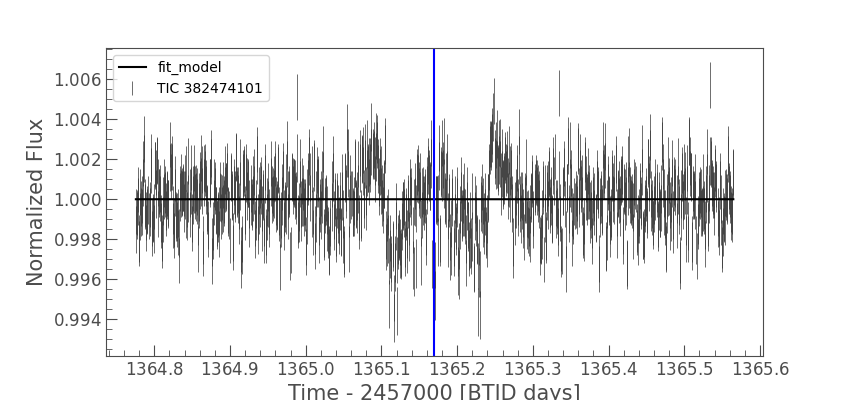 fit_model
TIC 382474101
Normalized Flux
1.006
1.004
1.002
1.000
0.998
0.996
0.994
1364.8 1364.9 1365.0 1365.1 1365.2 1365.3 1365.4 1365.5 1365.6
Time - 2457000 [BTJD days]